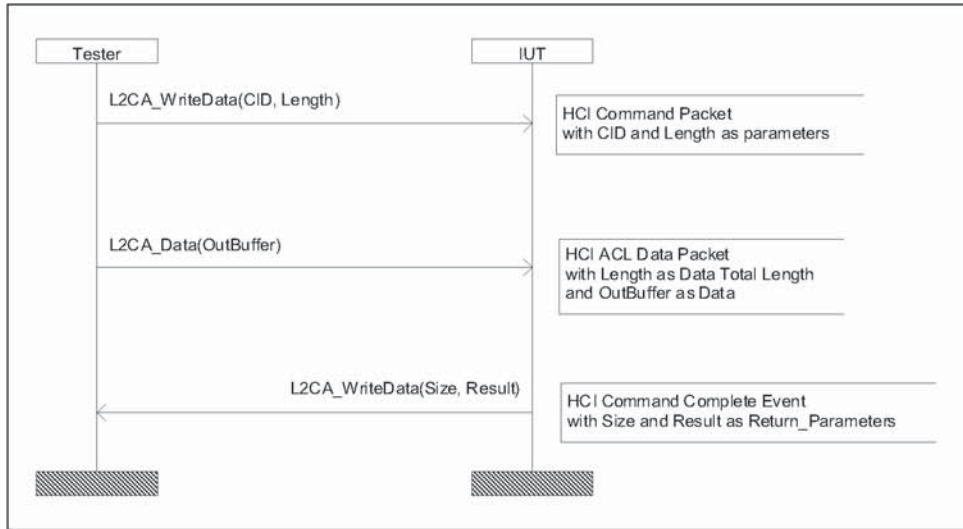 Tester
IUT
L2CA_WriteData(CID, Length)
HCI Command Packet
with CID and Length as parameters
L2CA_Data(OutBuffer)
HCI ACL Data Packet
with Length as Data Total Length
and OutBuffer as Data
L2CA_WriteData(Size, Result)
HCI Command Complete Event
with Size and Result as Return_Parameters